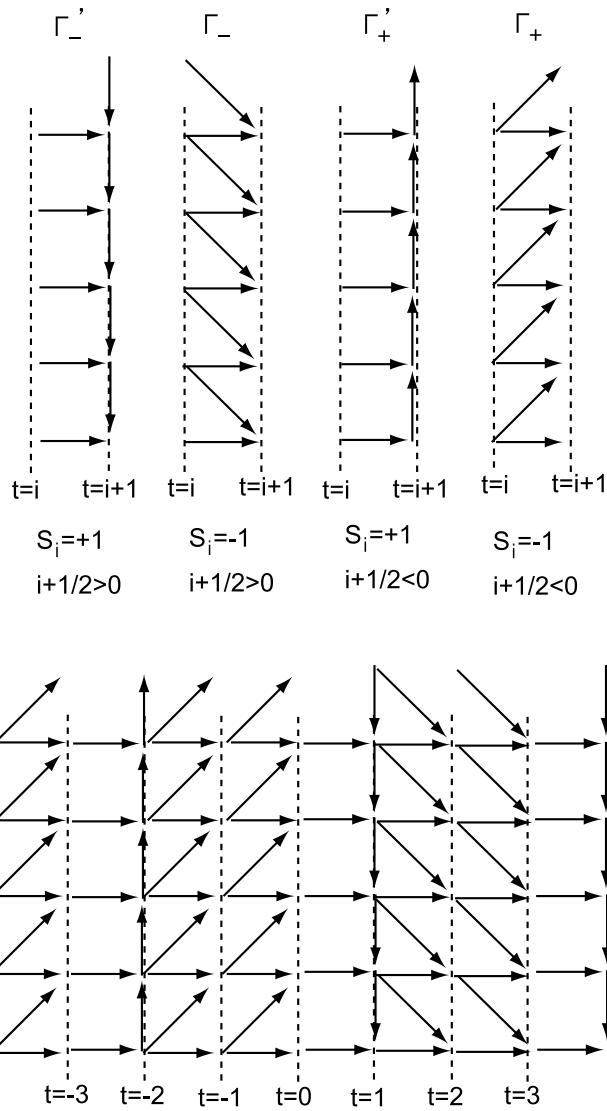 Γ₋' Γ₋ Γ₊' Γ₊
t=i t=i+1 t=i t=i+1 t=i t=i+1 t=i t=i+1
Sᵢ=+1 Sᵢ=-1 Sᵢ=+1 Sᵢ=-1
i+1/2>0 i+1/2>0 i+1/2<0 i+1/2<0
t=-3 t=-2 t=-1 t=0 t=1 t=2 t=3